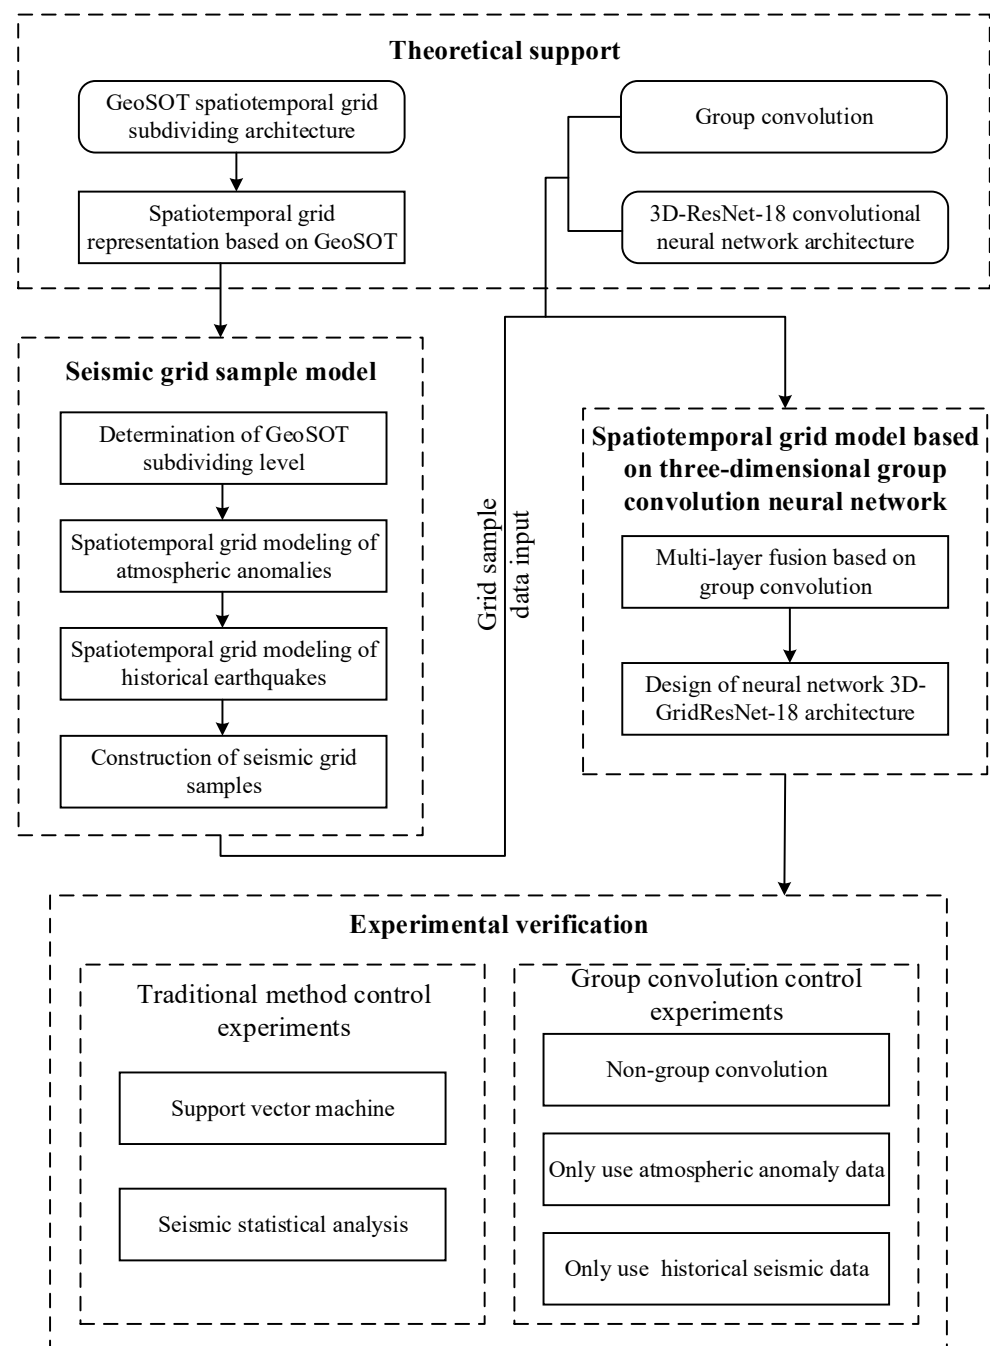 Theoretical support
GeoSOT spatiotemporal grid
subdividing architecture
Group convolution
Spatiotemporal grid
representation based on GeoSOT
3D-ResNet-18 convolutional
neural network architecture
Seismic grid sample model
Determination of GeoSOT
subdividing level
Spatiotemporal grid modeling of
atmospheric anomalies
Spatiotemporal grid modeling of
historical earthquakes
Construction of seismic grid
samples
Grid sample
data input
Spatiotemporal grid model based
on three-dimensional group
convolution neural network
Multi-layer fusion based on
group convolution
Design of neural network 3D-
GridResNet-18 architecture
Experimental verification
Traditional method control
experiments
Support vector machine
Seismic statistical analysis
Group convolution control
experiments
Non-group convolution
Only use atmospheric anomaly data
Only use  historical seismic data